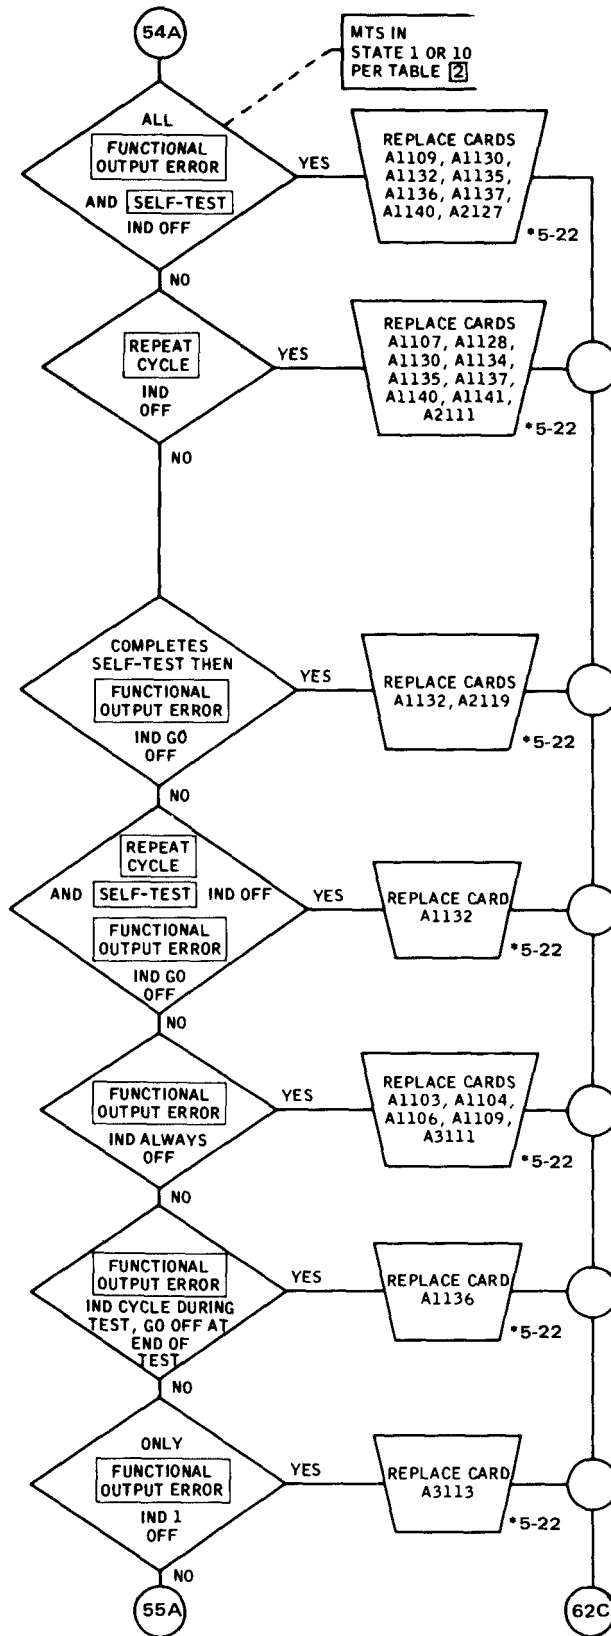 54A
MTS IN
STATE 1 OR 10
PER TABLE 2
ALL
FUNCTIONAL
OUTPUT ERROR
AND SELF-TEST
IND OFF
YES
REPLACE CARDS
A1109, A1130,
A1132, A1135,
A1136, A1137,
A1140, A2127
*5-22
NO
REPEAT
CYCLE
IND
OFF
YES
REPLACE CARDS
A1107, A1128,
A1130, A1134,
A1135, A1137,
A1140, A1141,
A2111
*5-22
NO
COMPLETES
SELF-TEST THEN
FUNCTIONAL
OUTPUT ERROR
IND GO
OFF
YES
REPLACE CARDS
A1132, A2119
*5-22
NO
REPEAT
CYCLE
AND SELF-TEST IND OFF
FUNCTIONAL
OUTPUT ERROR
IND GO
OFF
YES
REPLACE CARD
A1132
*5-22
NO
FUNCTIONAL
OUTPUT ERROR
IND ALWAYS
OFF
YES
REPLACE CARDS
A1103, A1104,
A1106, A1109,
A3111
*5-22
NO
FUNCTIONAL
OUTPUT ERROR
IND CYCLE DURING
TEST, GO OFF AT
END OF
TEST
YES
REPLACE CARD
A1136
*5-22
NO
ONLY
FUNCTIONAL
OUTPUT ERROR
IND 1
OFF
YES
REPLACE CARD
A3113
*5-22
NO
55A
62C